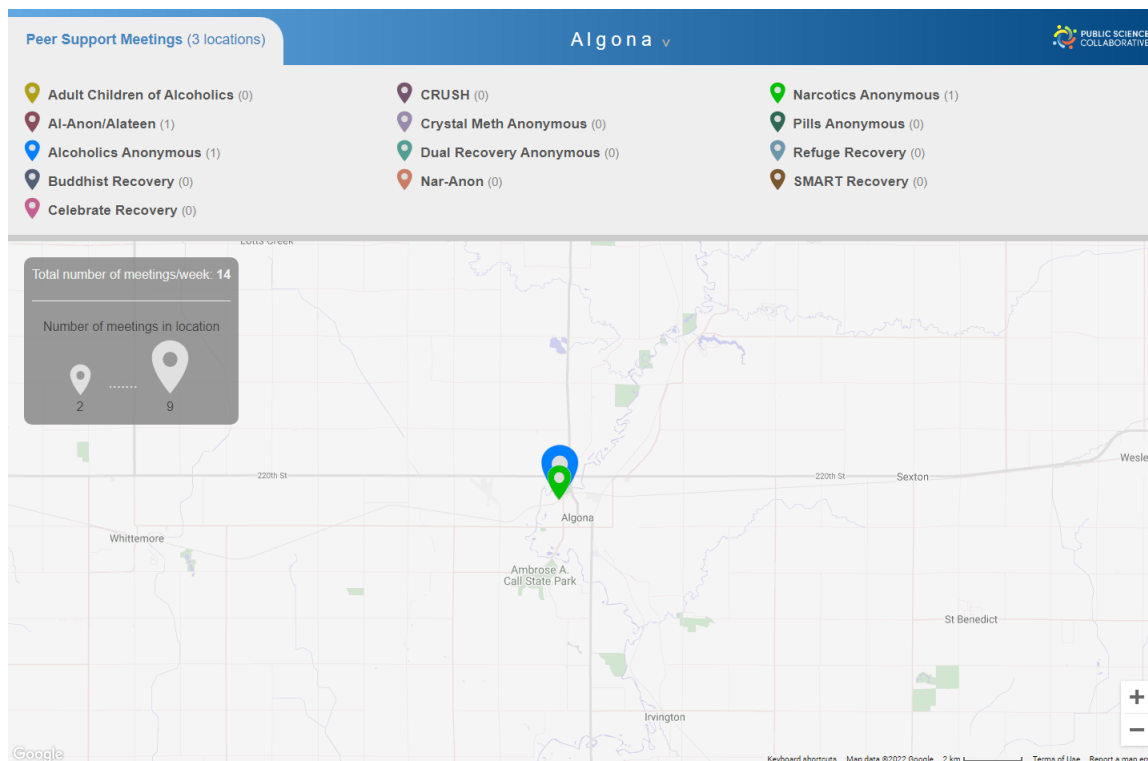 Peer Support Meetings (3 locations)
Algona v
PUBLIC SCIENCE
COLLABORATIVE
Adult Children of Alcoholics (0)
Al-Anon/Alateen (1)
Alcoholics Anonymous (1)
Buddhist Recovery (0)
Celebrate Recovery (0)
CRUSH (0)
Crystal Meth Anonymous (0)
Dual Recovery Anonymous (0)
Nar-Anon (0)
Narcotics Anonymous (1)
Pills Anonymous (0)
Refuge Recovery (0)
SMART Recovery (0)
Lotts Creek
Total number of meetings/week: 14
Number of meetings in location
.......
2
9
220th St
220th St
Sexton
Wesle
Algona
Whittemore
Ambrose A.
Call State Park
St Benedict
Irvington
+
−
Google
Keyboard shortcuts
Map data ©2022 Google
2 km
Terms of Use
Report a map er